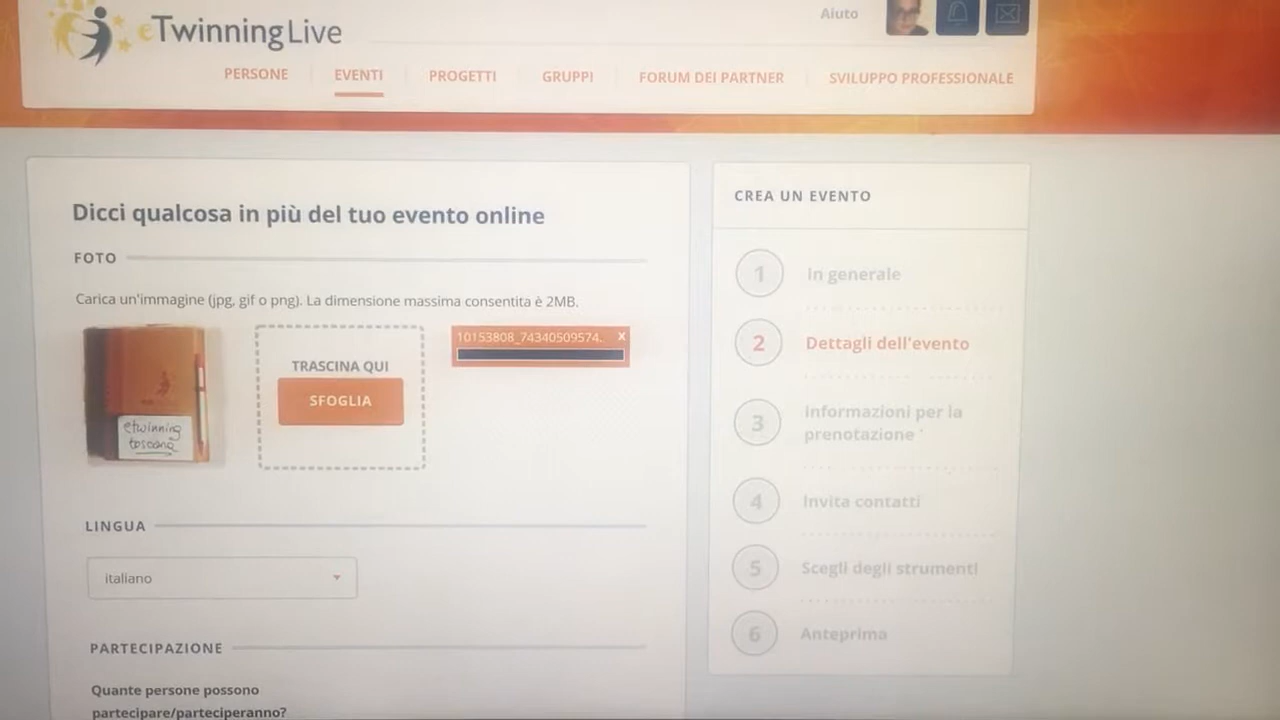 eTwinningLive
Aiuto
PERSONE
EVENTI
PROGETTI
GRUPPI
FORUM DEI PARTNER
SVILUPPO PROFESSIONALE
Dicci qualcosa in più del tuo evento online
FOTO
Carica un'immagine (jpg, gif o png). La dimensione massima consentita è 2MB.
etwinning
toscana
TRASCINA QUI
SFOGLIA
10153808_74340509574.
x
LINGUA
italiano
PARTECIPAZIONE
Quante persone possono
partecipare/parteciperanno?
CREA UN EVENTO
1
In generale
2
Dettagli dell'evento
3
Informazioni per la
prenotazione
4
Invita contatti
5
Scegli degli strumenti
6
Anteprima